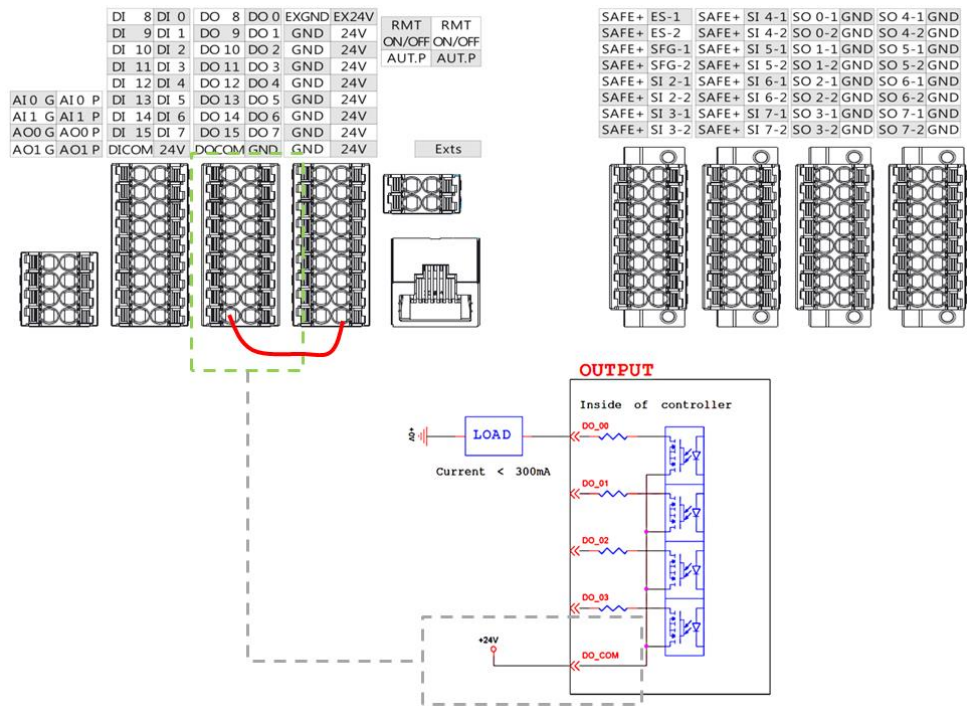 DI 8 DI 0 DO 8 DO 0 EXGND EX24V
DI 9 DI 1 DO 9 DO 1 GND 24V
DI 10 DI 2 DO 10 DO 2 GND 24V
DI 11 DI 3 DO 11 DO 3 GND 24V
DI 12 DI 4 DO 12 DO 4 GND 24V
AI 0 G AI 0 P DI 13 DI 5 DO 13 DO 5 GND 24V
AI 1 G AI 1 P DI 14 DI 6 DO 14 DO 6 GND 24V
AO0 G AO0 P DI 15 DI 7 DO 15 DO 7 GND 24V
AO1 G AO1 P DICOM 24V DOCOM GND GND 24V
RMT RMT
ON/OFF ON/OFF
AUT.P AUT.P
Exts
SAFE+ ES-1 SAFE+ SI 4-1 SO 0-1 GND SO 4-1 GND
SAFE+ ES-2 SAFE+ SI 4-2 SO 0-2 GND SO 4-2 GND
SAFE+ SFG-1 SAFE+ SI 5-1 SO 1-1 GND SO 5-1 GND
SAFE+ SFG-2 SAFE+ SI 5-2 SO 1-2 GND SO 5-2 GND
SAFE+ SI 2-1 SAFE+ SI 6-1 SO 2-1 GND SO 6-1 GND
SAFE+ SI 2-2 SAFE+ SI 6-2 SO 2-2 GND SO 6-2 GND
SAFE+ SI 3-1 SAFE+ SI 7-1 SO 3-1 GND SO 7-1 GND
SAFE+ SI 3-2 SAFE+ SI 7-2 SO 3-2 GND SO 7-2 GND
OUTPUT
Inside of controller
DO_00
+0V
LOAD
Current < 300mA
DO_01
DO_02
DO_03
+24V
DO_COM